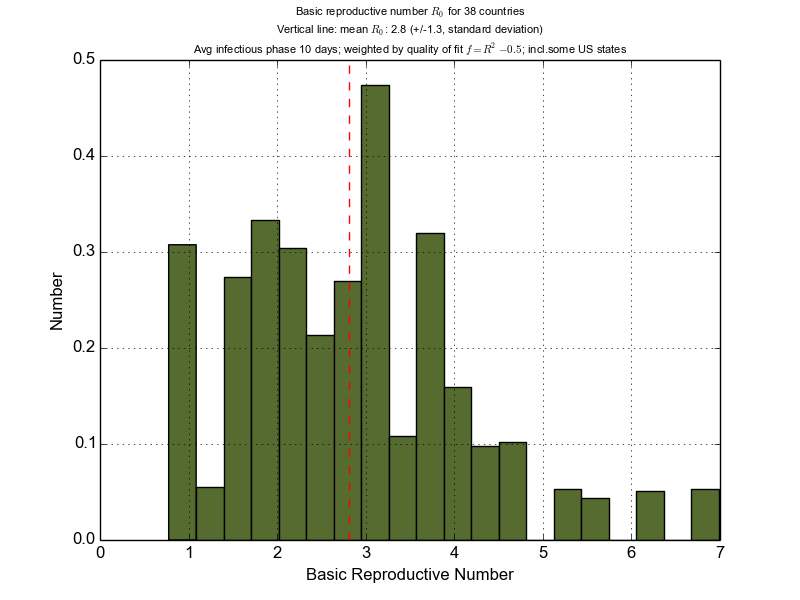 Basic reproductive number R₀ for 38 countries
Vertical line: mean R₀: 2.8 (+/-1.3, standard deviation)
Avg infectious phase 10 days; weighted by quality of fit f=R² −0.5; incl.some US states
0.5
0.4
0.3
0.2
0.1
0.0
Number
0 1 2 3 4 5 6 7
Basic Reproductive Number